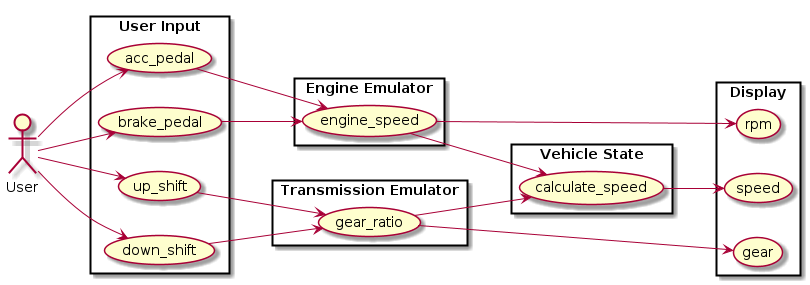 User Input
acc_pedal
brake_pedal
up_shift
down_shift
User
Engine Emulator
engine_speed
Transmission Emulator
gear_ratio
Vehicle State
calculate_speed
Display
rpm
speed
gear